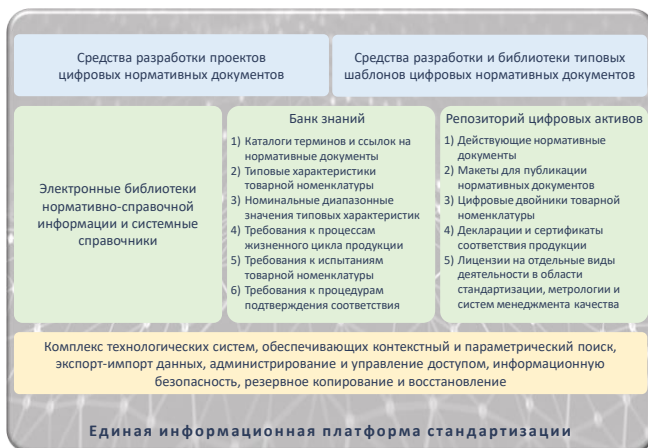 Средства разработки проектов
цифровых нормативных документов
Средства разработки и библиотеки типовых
шаблонов цифровых нормативных документов
Электронные библиотеки
нормативно-справочной
информации и системные
справочники
Банк знаний
1) Каталоги терминов и ссылок на
нормативные документы
2) Типовые характеристики
товарной номенклатуры
3) Номинальные диапазонные
значения типовых характеристик
4) Требования к процессам
жизненного цикла продукции
5) Требования к испытаниям
товарной номенклатуры
6) Требования к процедурам
подтверждения соответствия
Репозиторий цифровых активов
1) Действующие нормативные
документы
2) Макеты для публикации
нормативных документов
3) Цифровые двойники товарной
номенклатуры
4) Декларации и сертификаты
соответствия продукции
5) Лицензии на отдельные виды
деятельности в области
стандартизации, метрологии и
систем менеджмента качества
Комплекс технологических систем, обеспечивающих контекстный и параметрический поиск,
экспорт-импорт данных, администрирование и управление доступом, информационную
безопасность, резервное копирование и восстановление
Единая информационная платформа стандартизации